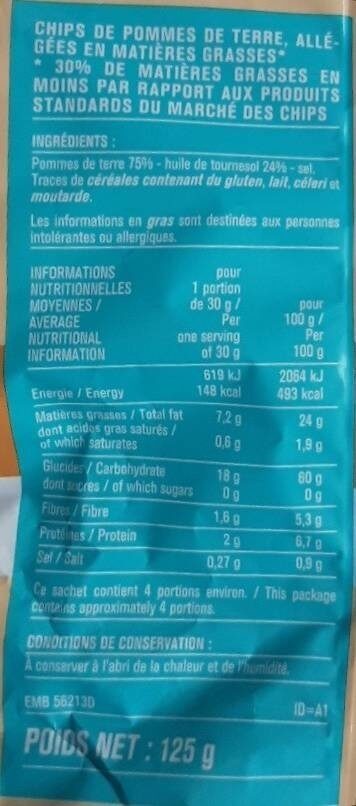 CHIPS DE POMMES DE TERRE, ALLÉ-
GÉES EN MATIÈRES GRASSES*
* 30% DE MATIÈRES GRASSES EN
MOINS PAR RAPPORT AUX PRODUITS
STANDARDS DU MARCHÉ DES CHIPS
INGRÉDIENTS :
Pommes de terre 75% - huile de tournesol 24% - sel.
Traces de céréales contenant du gluten, lait, céleri et
moutarde.
Les informations en gras sont destinées aux personnes
intolérantes ou allergiques.
INFORMATIONS pour
NUTRITIONNELLES 1 portion
MOYENNES / de 30 g / pour
AVERAGE Per 100 g /
NUTRITIONAL one serving Per
INFORMATION of 30 g 100 g
619 kJ 2064 kJ
Energie / Energy 148 kcal 493 kcal
Matières grasses / Total fat 7,2 g 24 g
dont acides gras saturés /
of which saturates 0,6 g 1,9 g
Glucides / Carbohydrate 18 g 60 g
dont sucres / of which sugars 0 g 0 g
Fibres / Fibre 1,6 g 5,3 g
Protéines / Protein 2 g 6,7 g
Sel / Salt 0,27 g 0,9 g
Ce sachet contient 4 portions environ. / This package
contains approximately 4 portions.
CONDITIONS DE CONSERVATION :
À conserver à l'abri de la chaleur et de l'humidité.
EMB 56213D ID=A1
POIDS NET : 125 g